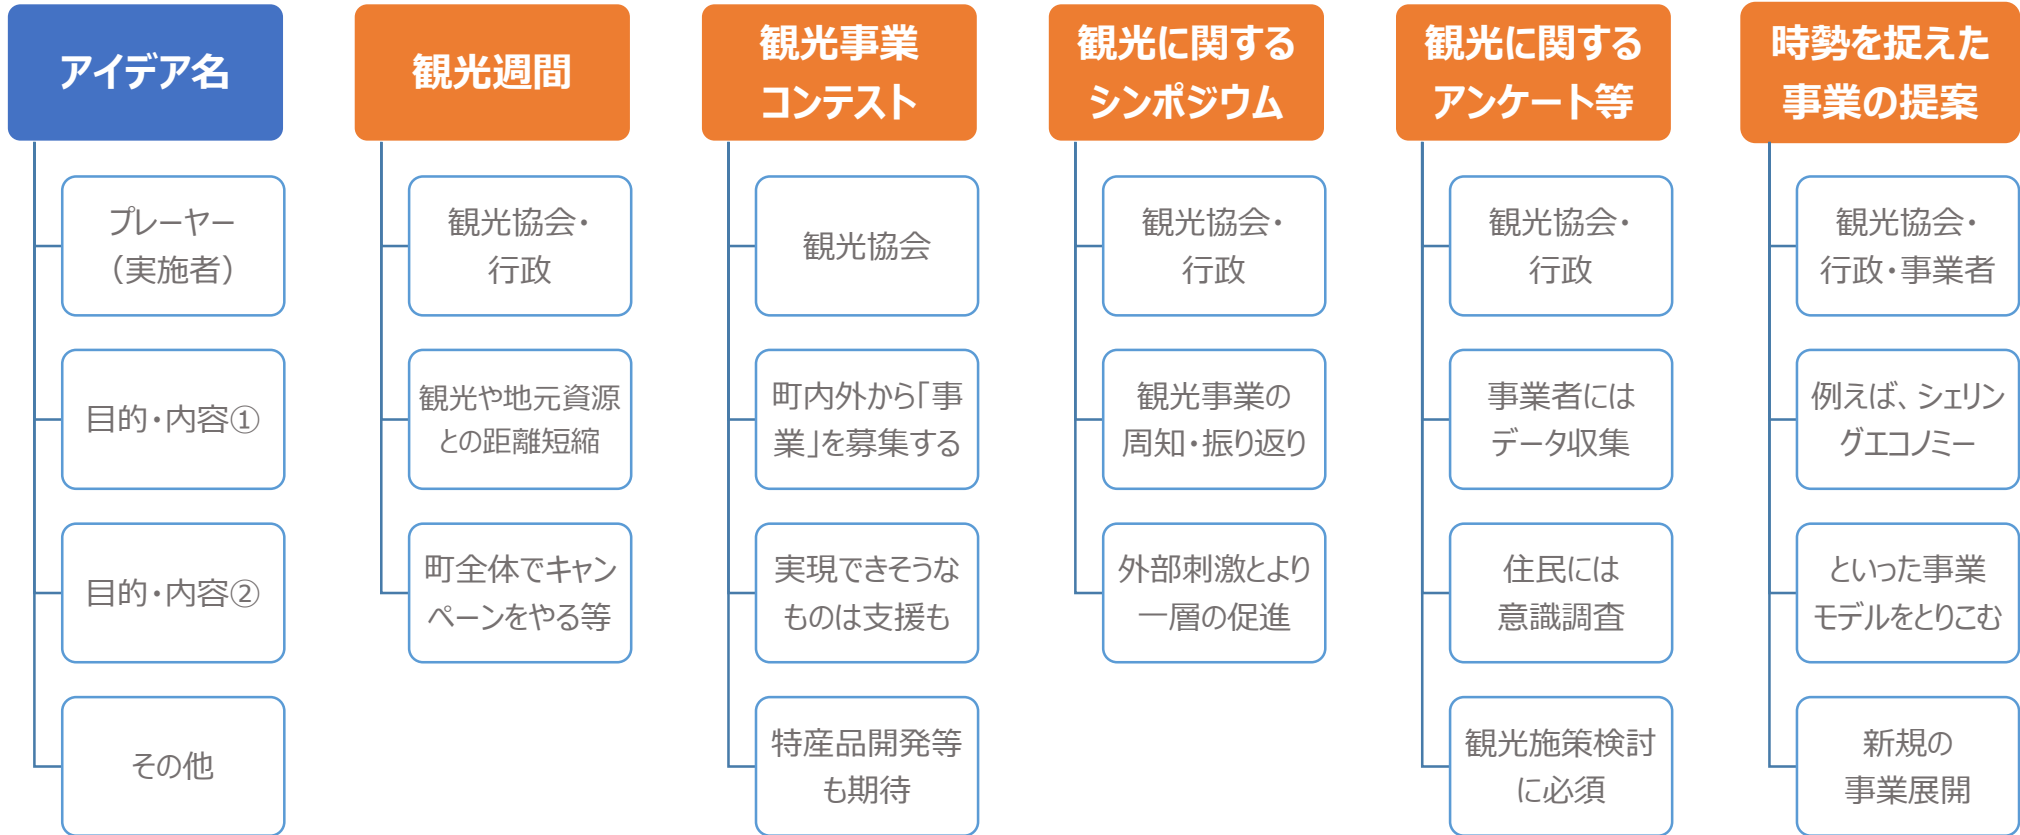 アイデア名
プレーヤー
（実施者）
目的・内容①
目的・内容②
その他
観光週間
観光協会・
行政
観光や地元資源
との距離短縮
町全体でキャン
ペーンをやる等
観光事業
コンテスト
観光協会
町内外から「事
業」を募集する
実現できそうな
ものは支援も
特産品開発等
も期待
観光に関する
シンポジウム
観光協会・
行政
観光事業の
周知・振り返り
外部刺激とより
一層の促進
観光に関する
アンケート等
観光協会・
行政
事業者には
データ収集
住民には
意識調査
観光施策検討
に必須
時勢を捉えた
事業の提案
観光協会・
行政・事業者
例えば、シェリン
グエコノミー
といった事業
モデルをとりこむ
新規の
事業展開